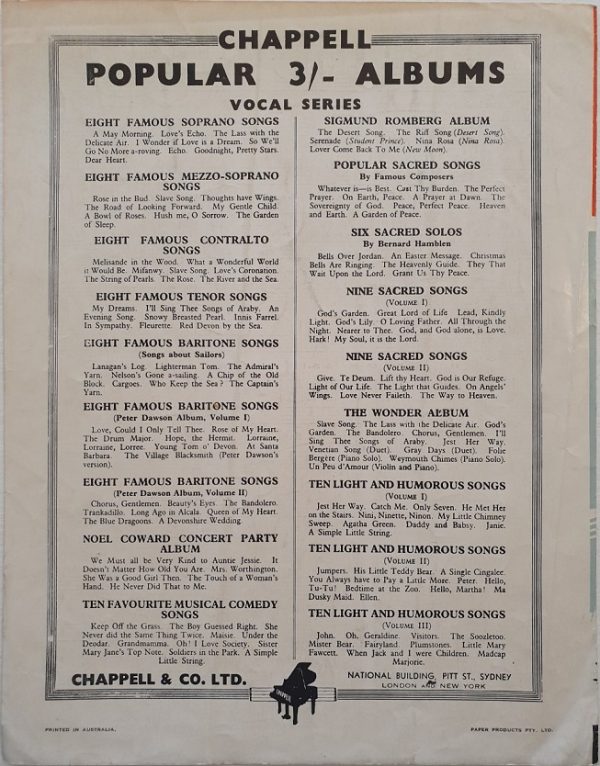 CHAPPELL
POPULAR 3/- ALBUMS
VOCAL SERIES
EIGHT FAMOUS SOPRANO SONGS
A May Morning. Love's Echo. The Lass with the
Delicate Air. I Wonder if Love is a Dream. So We'll
Go No More a-roving. Echo. Goodnight, Pretty Stars.
Dear Heart.
EIGHT FAMOUS MEZZO-SOPRANO
SONGS
Rose in the Bud. Slave Song. Thoughts have Wings.
The Road of Looking Forward. My Gentle Child.
A Bowl of Roses. Hush me, O Sorrow. The Garden
of Sleep.
EIGHT FAMOUS CONTRALTO
SONGS
Melisande in the Wood. What a Wonderful World
it Would Be. Mifanwy. Slave Song. Love's Coronation.
The String of Pearls. The Rose. The River and the Sea.
EIGHT FAMOUS TENOR SONGS
My Dreams. I'll Sing Thee Songs of Araby. An
Evening Song. Snowy Breasted Pearl. Innis Farrel.
In Sympathy. Fleurette. Red Devon by the Sea.
EIGHT FAMOUS BARITONE SONGS
(Songs about Sailors)
Lanagan's Log. Lighterman Tom. The Admiral's
Yarn. Nelson's Gone a-sailing. A Chip of the Old
Block. Cargoes. Who Keep the Sea? The Captain's
Yarn.
EIGHT FAMOUS BARITONE SONGS
(Peter Dawson Album, Volume I)
Love, Could I Only Tell Thee. Rose of My Heart.
The Drum Major. Hope, the Hermit. Lorraine,
Lorraine, Lorree. Young Tom o' Devon. At Santa
Barbara. The Village Blacksmith (Peter Dawson's
version).
EIGHT FAMOUS BARITONE SONGS
(Peter Dawson Album, Volume II)
Chorus, Gentlemen. Beauty's Eyes. The Bandolero.
Trankadillo. Long Ago in Alcala. Queen of My Heart.
The Blue Dragoons. A Devonshire Wedding.
NOEL COWARD CONCERT PARTY
ALBUM
We Must all be Very Kind to Auntie Jessie. It
Doesn't Matter How Old You Are. Mrs. Worthington.
She Was a Good Girl Then. The Touch of a Woman's
Hand. He Never Did That to Me.
TEN FAVOURITE MUSICAL COMEDY
SONGS
Keep Off the Grass. The Boy Guessed Right. She
Never did the Same Thing Twice. Maisie. Under the
Deodar. Grandmamma. Oh! I Love Society. Sister
Mary Jane's Top Note. Soldiers in the Park. A Simple
Little String.
SIGMUND ROMBERG ALBUM
The Desert Song. The Riff Song (Desert Song).
Serenade (Student Prince). Nina Rosa (Nina Rosa).
Lover Come Back To Me (New Moon).
POPULAR SACRED SONGS
By Famous Composers
Whatever is—is Best. Cast Thy Burden. The Perfect
Prayer. On Earth, Peace. A Prayer at Dawn. The
Sovereignty of God. Peace, Perfect Peace. Heaven
and Earth. A Garden of Peace.
SIX SACRED SOLOS
By Bernard Hamblen
Bells Over Jordan. An Easter Message. Christmas
Bells Are Ringing. The Heavenly Guide. They That
Wait Upon the Lord. Grant Us Thy Peace.
NINE SACRED SONGS
(VOLUME I)
God's Garden. Great Lord of Life. Lead, Kindly
Light. God's Lily. O Loving Father. All Through the
Night. Nearer to Thee. God, and God alone, is Love.
Hark! My Soul, it is the Lord.
NINE SACRED SONGS
(VOLUME II)
Give. Te Deum. Lift thy Heart. God is Our Refuge.
Light of Our Life. The Light that Guides. On Angels'
Wings. Love Never Faileth. The Way to Heaven.
THE WONDER ALBUM
Slave Song. The Lass with the Delicate Air. God's
Garden. The Bandolero. Chorus, Gentlemen. I'll
Sing Thee Songs of Araby. Jest Her Way.
Venetian Song (Duet). Gray Days (Duet). Folie
Bergère (Piano Solo). Weymouth Chimes (Piano Solo).
Un Peu d'Amour (Violin and Piano).
TEN LIGHT AND HUMOROUS SONGS
(VOLUME I)
Jest Her Way. Catch Me. Only Seven. He Met Her
on the Stairs. Nini, Ninette, Ninon. My Little Chimney
Sweep. Agatha Green. Daddy and Babsy. Janie.
A Simple Little String.
TEN LIGHT AND HUMOROUS SONGS
(VOLUME II)
Jumpers. His Little Teddy Bear. A Single Cingalee.
You Always have to Pay a Little More. Peter. Hello,
Tu-Tu! Bedtime at the Zoo. Hello, Martha! Ma
Dusky Maid. Ellen.
TEN LIGHT AND HUMOROUS SONGS
(VOLUME III)
John. Oh, Geraldine. Visitors. The Soozletoo.
Mister Bear. Fairyland. Plumstones. Little Mary
Fawcett. When Jack and I were Children. Madcap
Marjorie.
CHAPPELL & CO. LTD.
CHAPPELL
NATIONAL BUILDING, PITT ST., SYDNEY
LONDON AND NEW YORK
PRINTED IN AUSTRALIA.
PAPER PRODUCTS PTY. LTD.